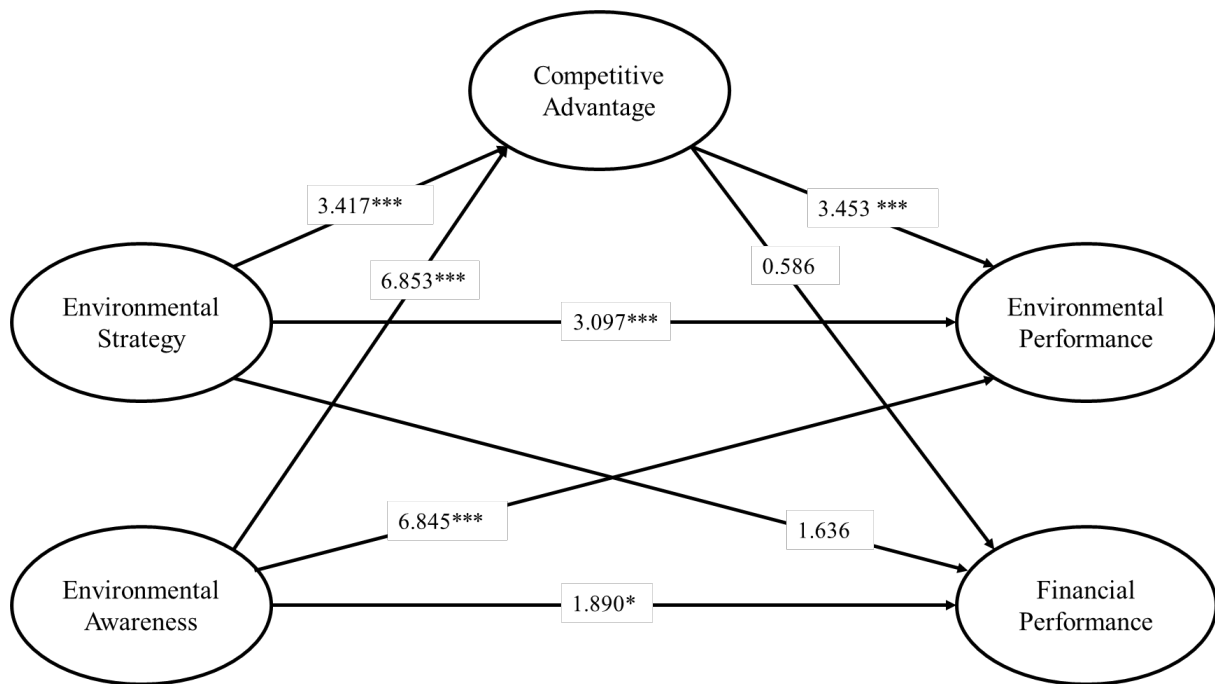 Competitive
Advantage
3.417***
3.453 ***
6.853***
0.586
Environmental
Strategy
3.097***
Environmental
Performance
6.845***
1.636
Environmental
Awareness
1.890*
Financial
Performance